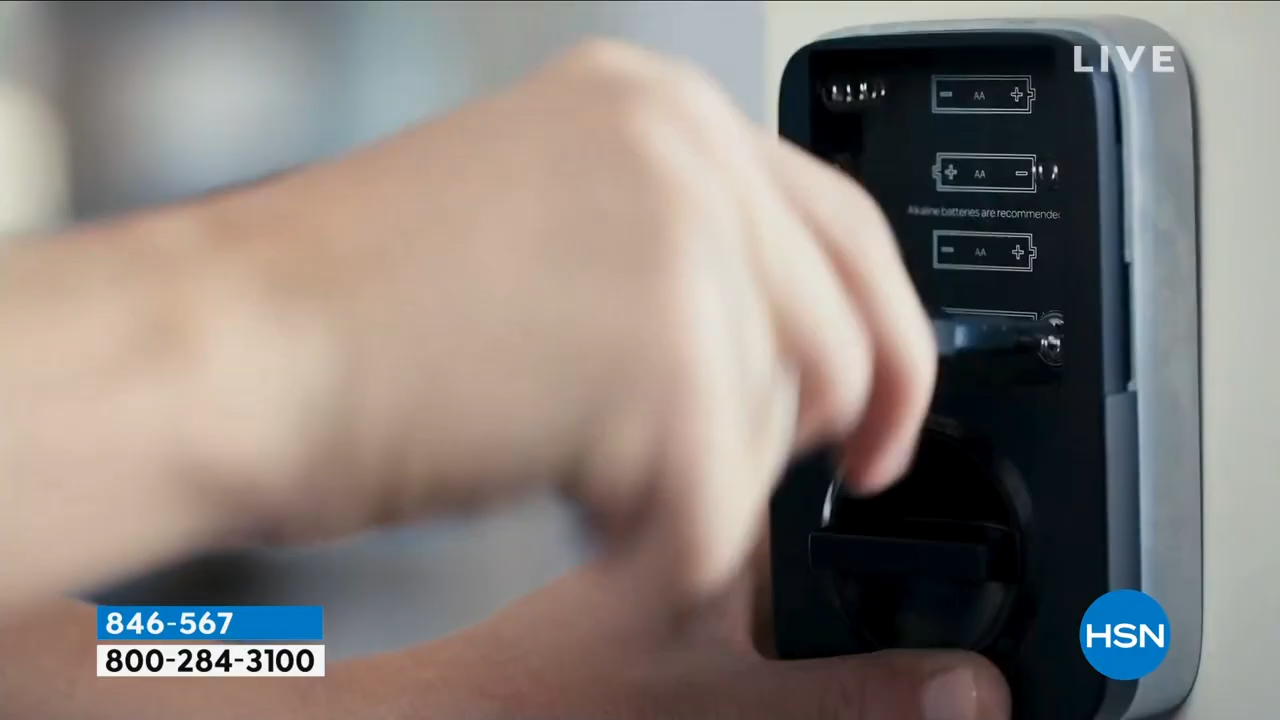 LIVE
- AA +
+ AA -
Alkaline batteries are recommended
- AA +
846-567
800-284-3100
HSN